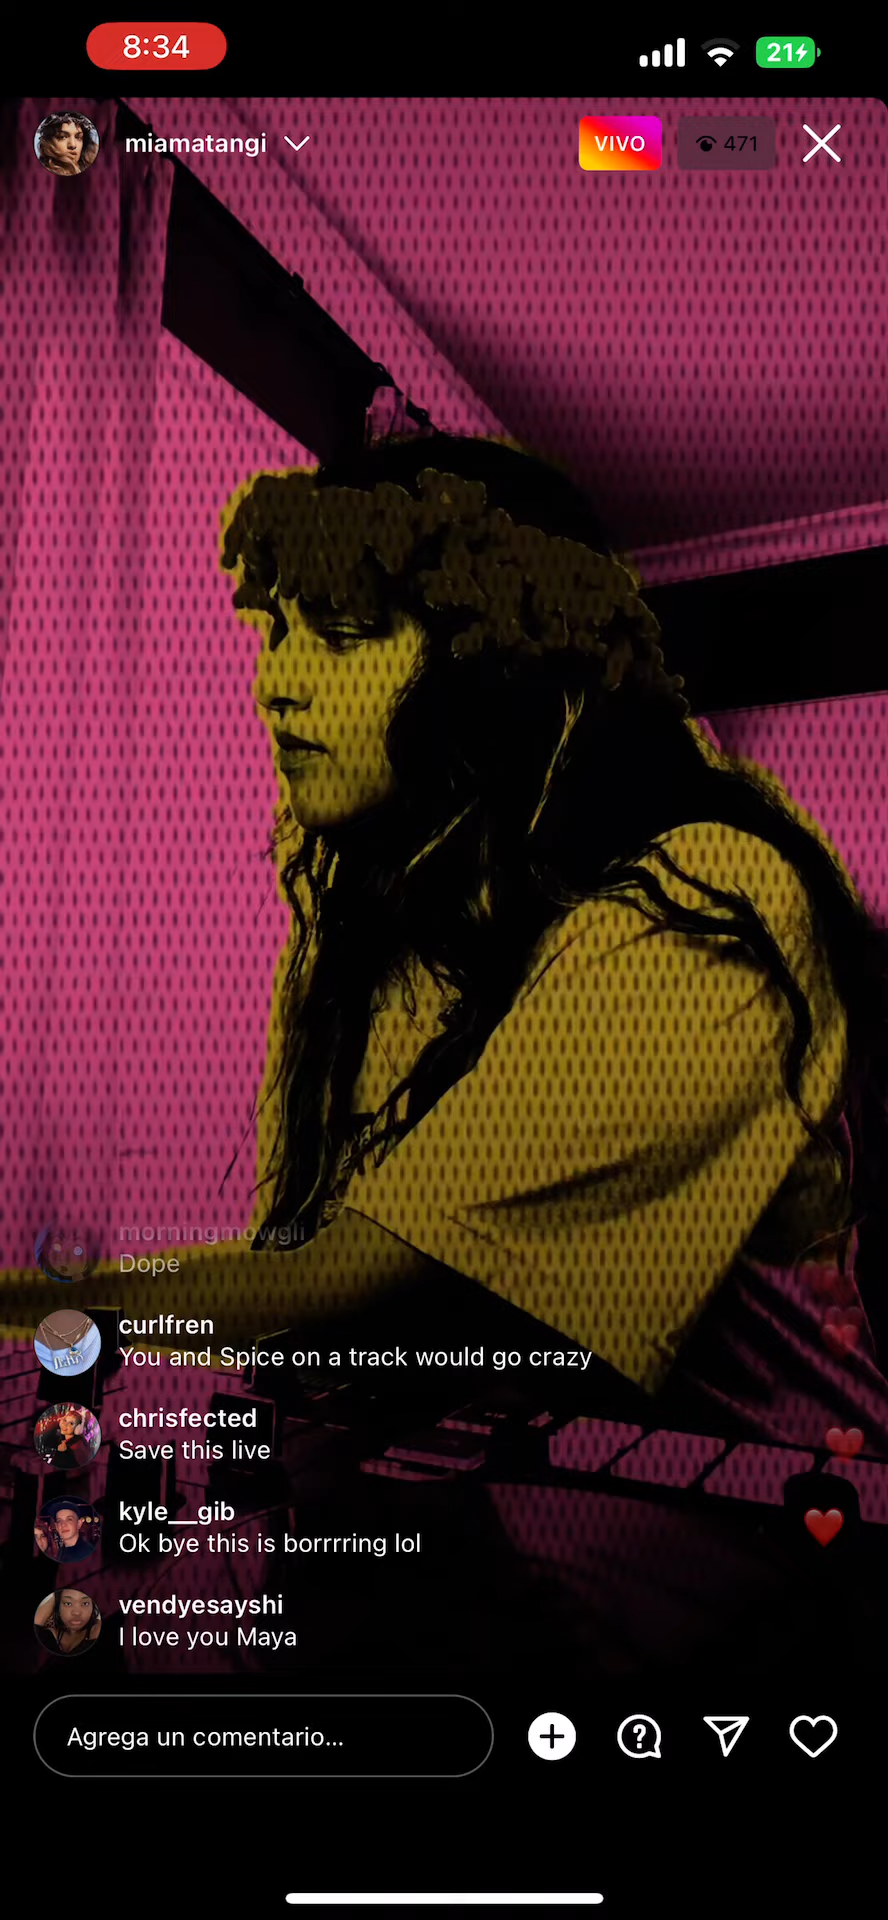 8:34
21
miamatangi
VIVO
471
morningmowgli
Dope
curlfren
You and Spice on a track would go crazy
chrisfected
Save this live
kyle__gib
Ok bye this is borrrring lol
vendyesayshi
I love you Maya
Agrega un comentario...